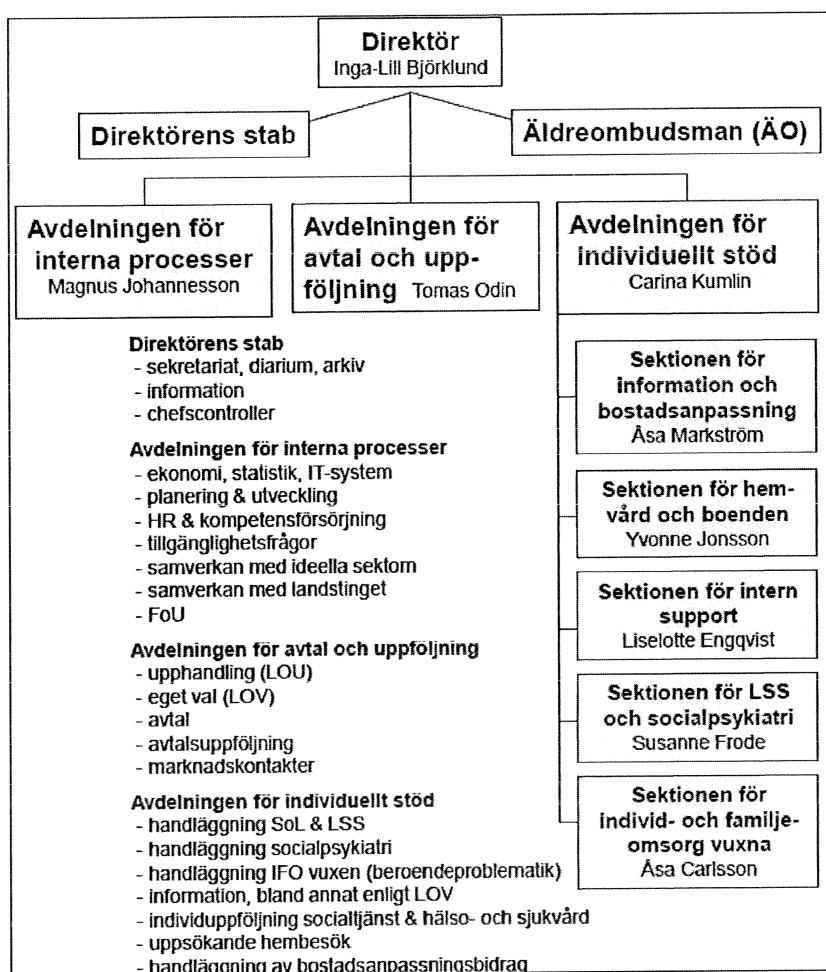 Direktör
Inga-Lill Björklund
Direktörens stab
Äldreombudsman (ÄO)
Avdelningen för
interna processer
Magnus Johannesson
Avdelningen för
avtal och upp-
följning Tomas Odin
Avdelningen för
individuellt stöd
Carina Kumlin
Direktörens stab
- sekretariat, diarium, arkiv
- information
- chefscontroller
Avdelningen för interna processer
- ekonomi, statistik, IT-system
- planering & utveckling
- HR & kompetensförsörjning
- tillgänglighetsfrågor
- samverkan med ideella sektorn
- samverkan med landstinget
- FoU
Avdelningen för avtal och uppföljning
- upphandling (LOU)
- eget val (LOV)
- avtal
- avtalsuppföljning
- marknadskontakter
Avdelningen för individuellt stöd
- handläggning SoL & LSS
- handläggning socialpsykiatri
- handläggning IFO vuxen (beroendeproblematik)
- information, bland annat enligt LOV
- individuppföljning socialtjänst & hälso- och sjukvård
- uppsökande hembesök
- handläggning av bostadsanpassningsbidrag
Sektionen för
information och
bostadsanpassning
Åsa Markström
Sektionen för hem-
vård och boenden
Yvonne Jonsson
Sektionen för intern
support
Liselotte Engqvist
Sektionen för LSS
och socialpsykiatri
Susanne Frode
Sektionen för
individ- och familje-
omsorg vuxna
Åsa Carlsson